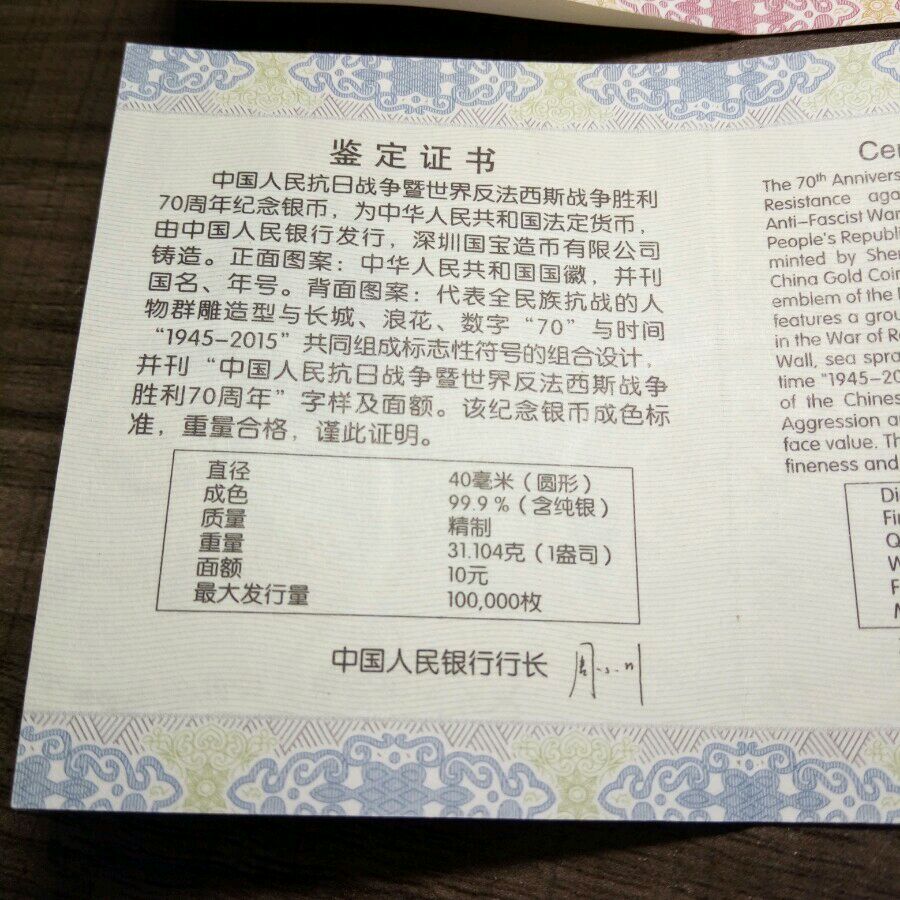 鉴定证书
中国人民抗日战争暨世界反法西斯战争胜利
70周年纪念银币，为中华人民共和国法定货币，
由中国人民银行发行，深圳国宝造币有限公司
铸造。正面图案：中华人民共和国国徽，并刊
国名、年号。背面图案：代表全民族抗战的人
物群雕造型与长城、浪花、数字“70”与时间
“1945-2015”共同组成标志性符号的组合设计，
并刊“中国人民抗日战争暨世界反法西斯战争
胜利70周年”字样及面额。该纪念银币成色标
准，重量合格，谨此证明。
直径 40毫米（圆形）
成色 99.9％（含纯银）
质量 精制
重量 31.104克（1盎司）
面额 10元
最大发行量 100,000枚
中国人民银行行长 周小川
Cer
The 70th Annivers
Resistance aga
Anti-Fascist War
People's Republi
minted by Shen
China Gold Coin
emblem of the
features a grou
in the War of Re
Wall, sea spra
time "1945-20
of the Chines
Aggression a
face value. Th
fineness and
Di
Fi
Q
W
F
M